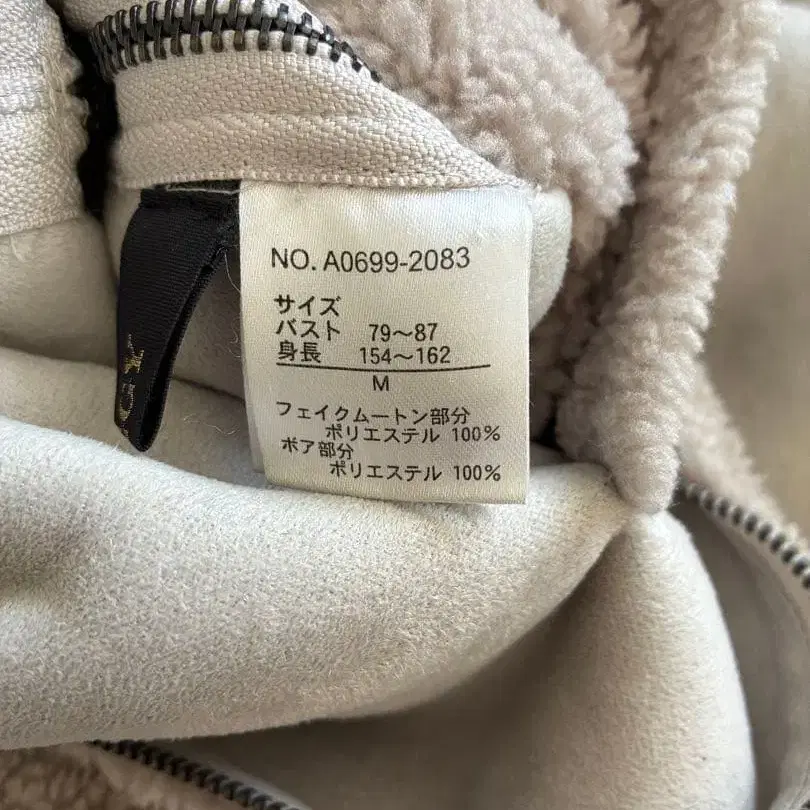 NO. A0699-2083
サイズ
バスト 79～87
身長 154～162
M
フェイクムートン部分
ポリエステル 100%
ボア部分
ポリエステル 100%